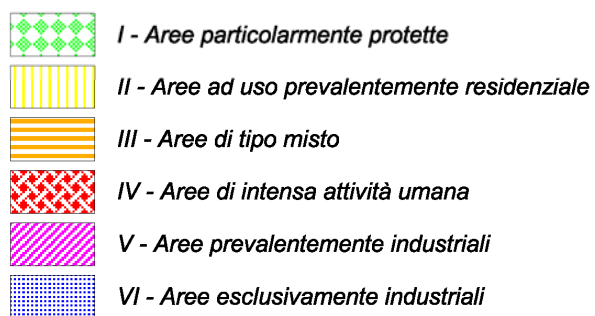 I - Aree particolarmente protette
II - Aree ad uso prevalentemente residenziale
III - Aree di tipo misto
IV - Aree di intensa attività umana
V - Aree prevalentemente industriali
VI - Aree esclusivamente industriali